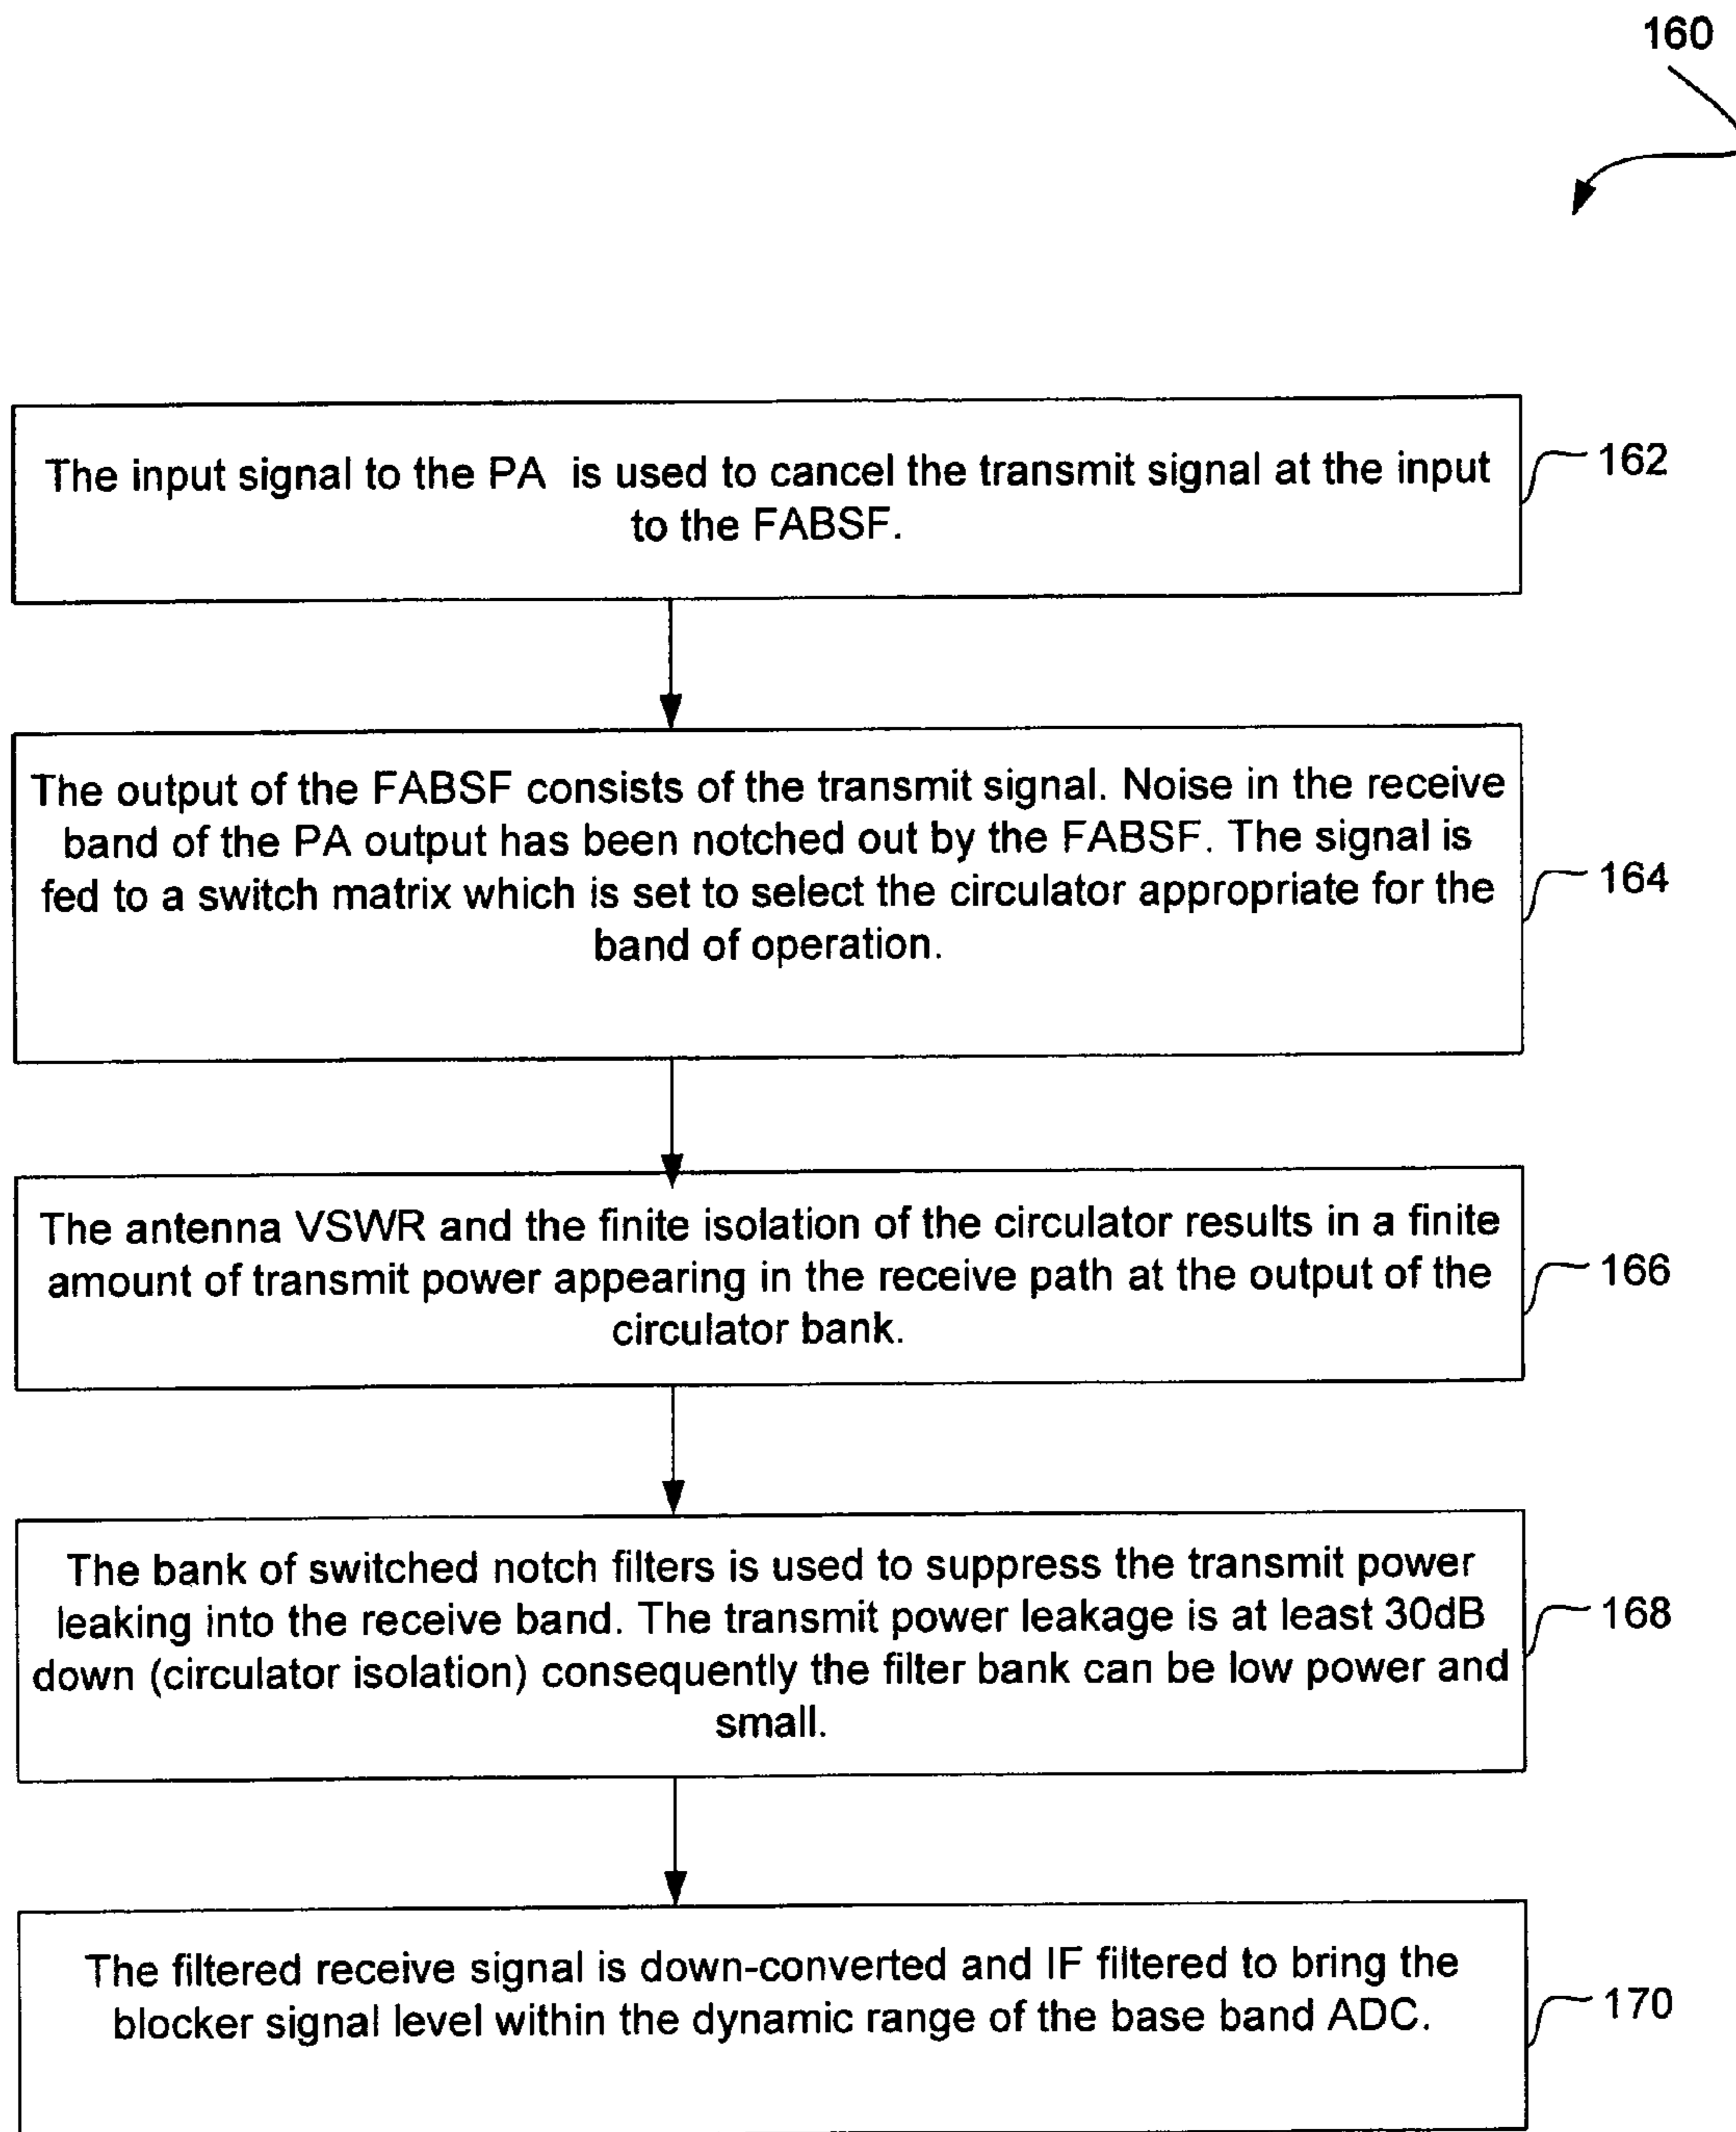 160
The input signal to the PA is used to cancel the transmit signal at the input
to the FABSF.
162
The output of the FABSF consists of the transmit signal. Noise in the receive
band of the PA output has been notched out by the FABSF. The signal is
fed to a switch matrix which is set to select the circulator appropriate for the
band of operation.
164
The antenna VSWR and the finite isolation of the circulator results in a finite
amount of transmit power appearing in the receive path at the output of the
circulator bank.
166
The bank of switched notch filters is used to suppress the transmit power
leaking into the receive band. The transmit power leakage is at least 30dB
down (circulator isolation) consequently the filter bank can be low power and
small.
168
The filtered receive signal is down-converted and IF filtered to bring the
blocker signal level within the dynamic range of the base band ADC.
170